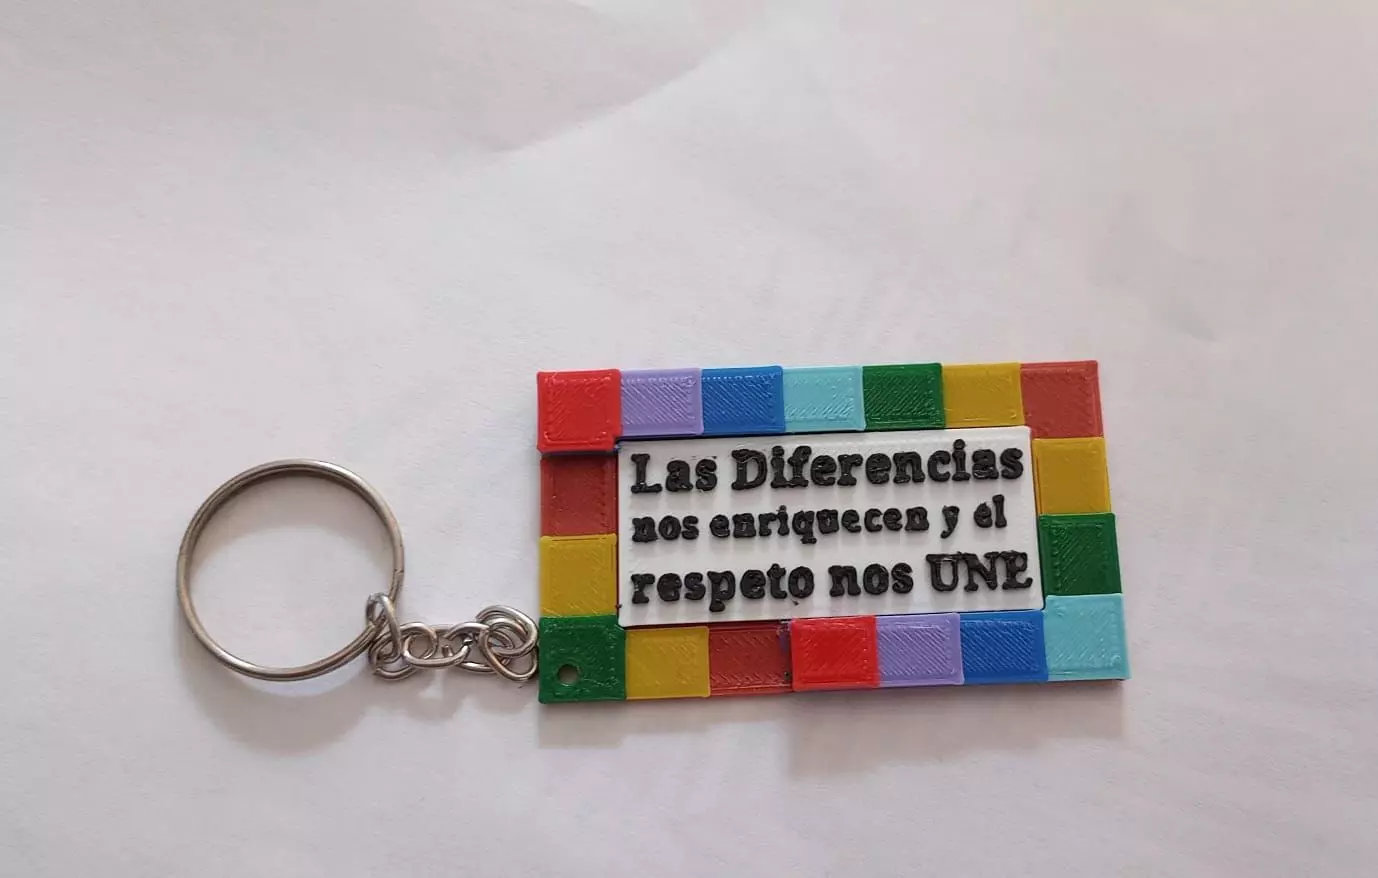 Las Diferencias
nos enriquecen y el
respeto nos UNE